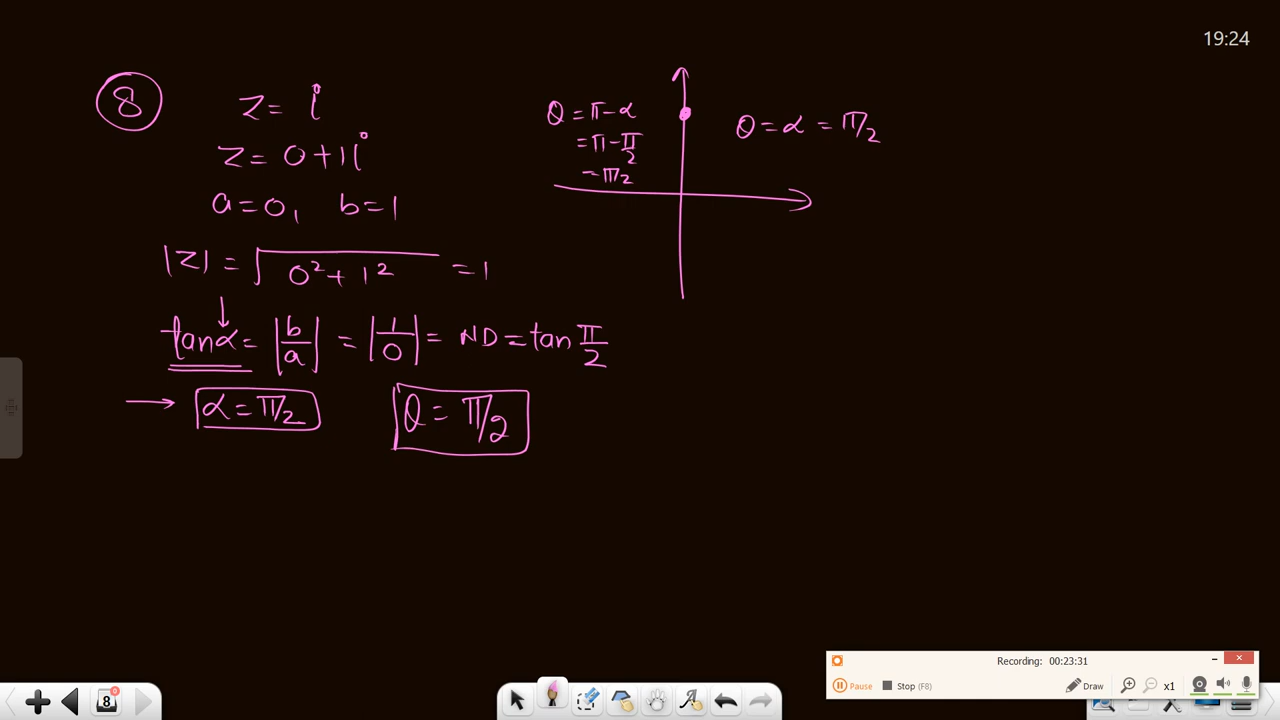 19:24
8
z = i
z = 0 + 1i
a = 0, b = 1
|z| = √(0² + 1²) = 1
tanα = |b/a| = |1/0| = ND = tan π/2
→ α = π/2
θ = π/2
θ = π - α
= π - π/2
= π/2
θ = α = π/2
8
0
Recording: 00:23:31
Pause
Stop (F8)
Draw
x1